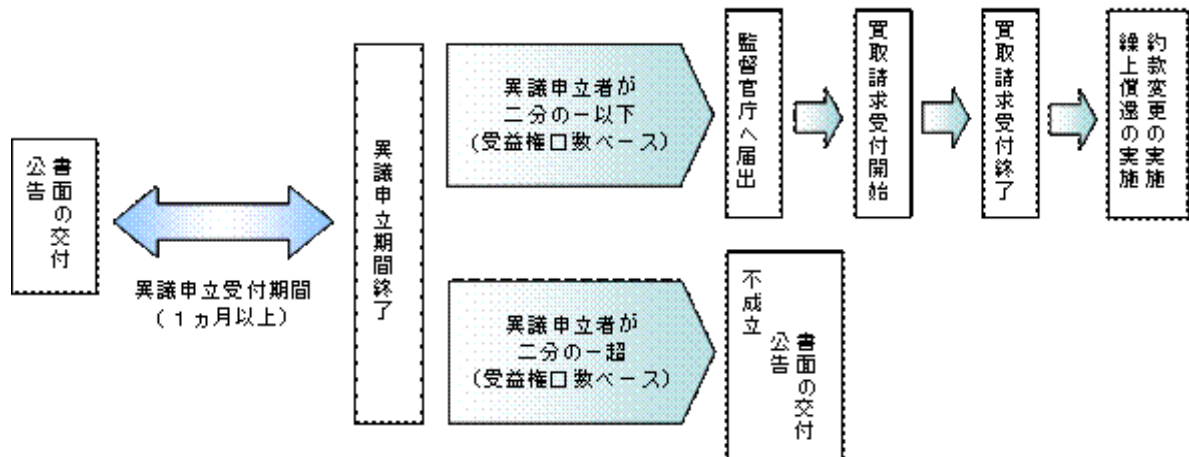 書面の交付
公告
異議申立受付期間
（１ヵ月以上）
異議申立期間終了
異議申立者が
二分の一以下
（受益権口数ベース）
監督官庁へ届出
買取請求受付開始
買取請求受付終了
約款変更の実施
繰上償還の実施
異議申立者が
二分の一超
（受益権口数ベース）
不成立
書面の交付
公告